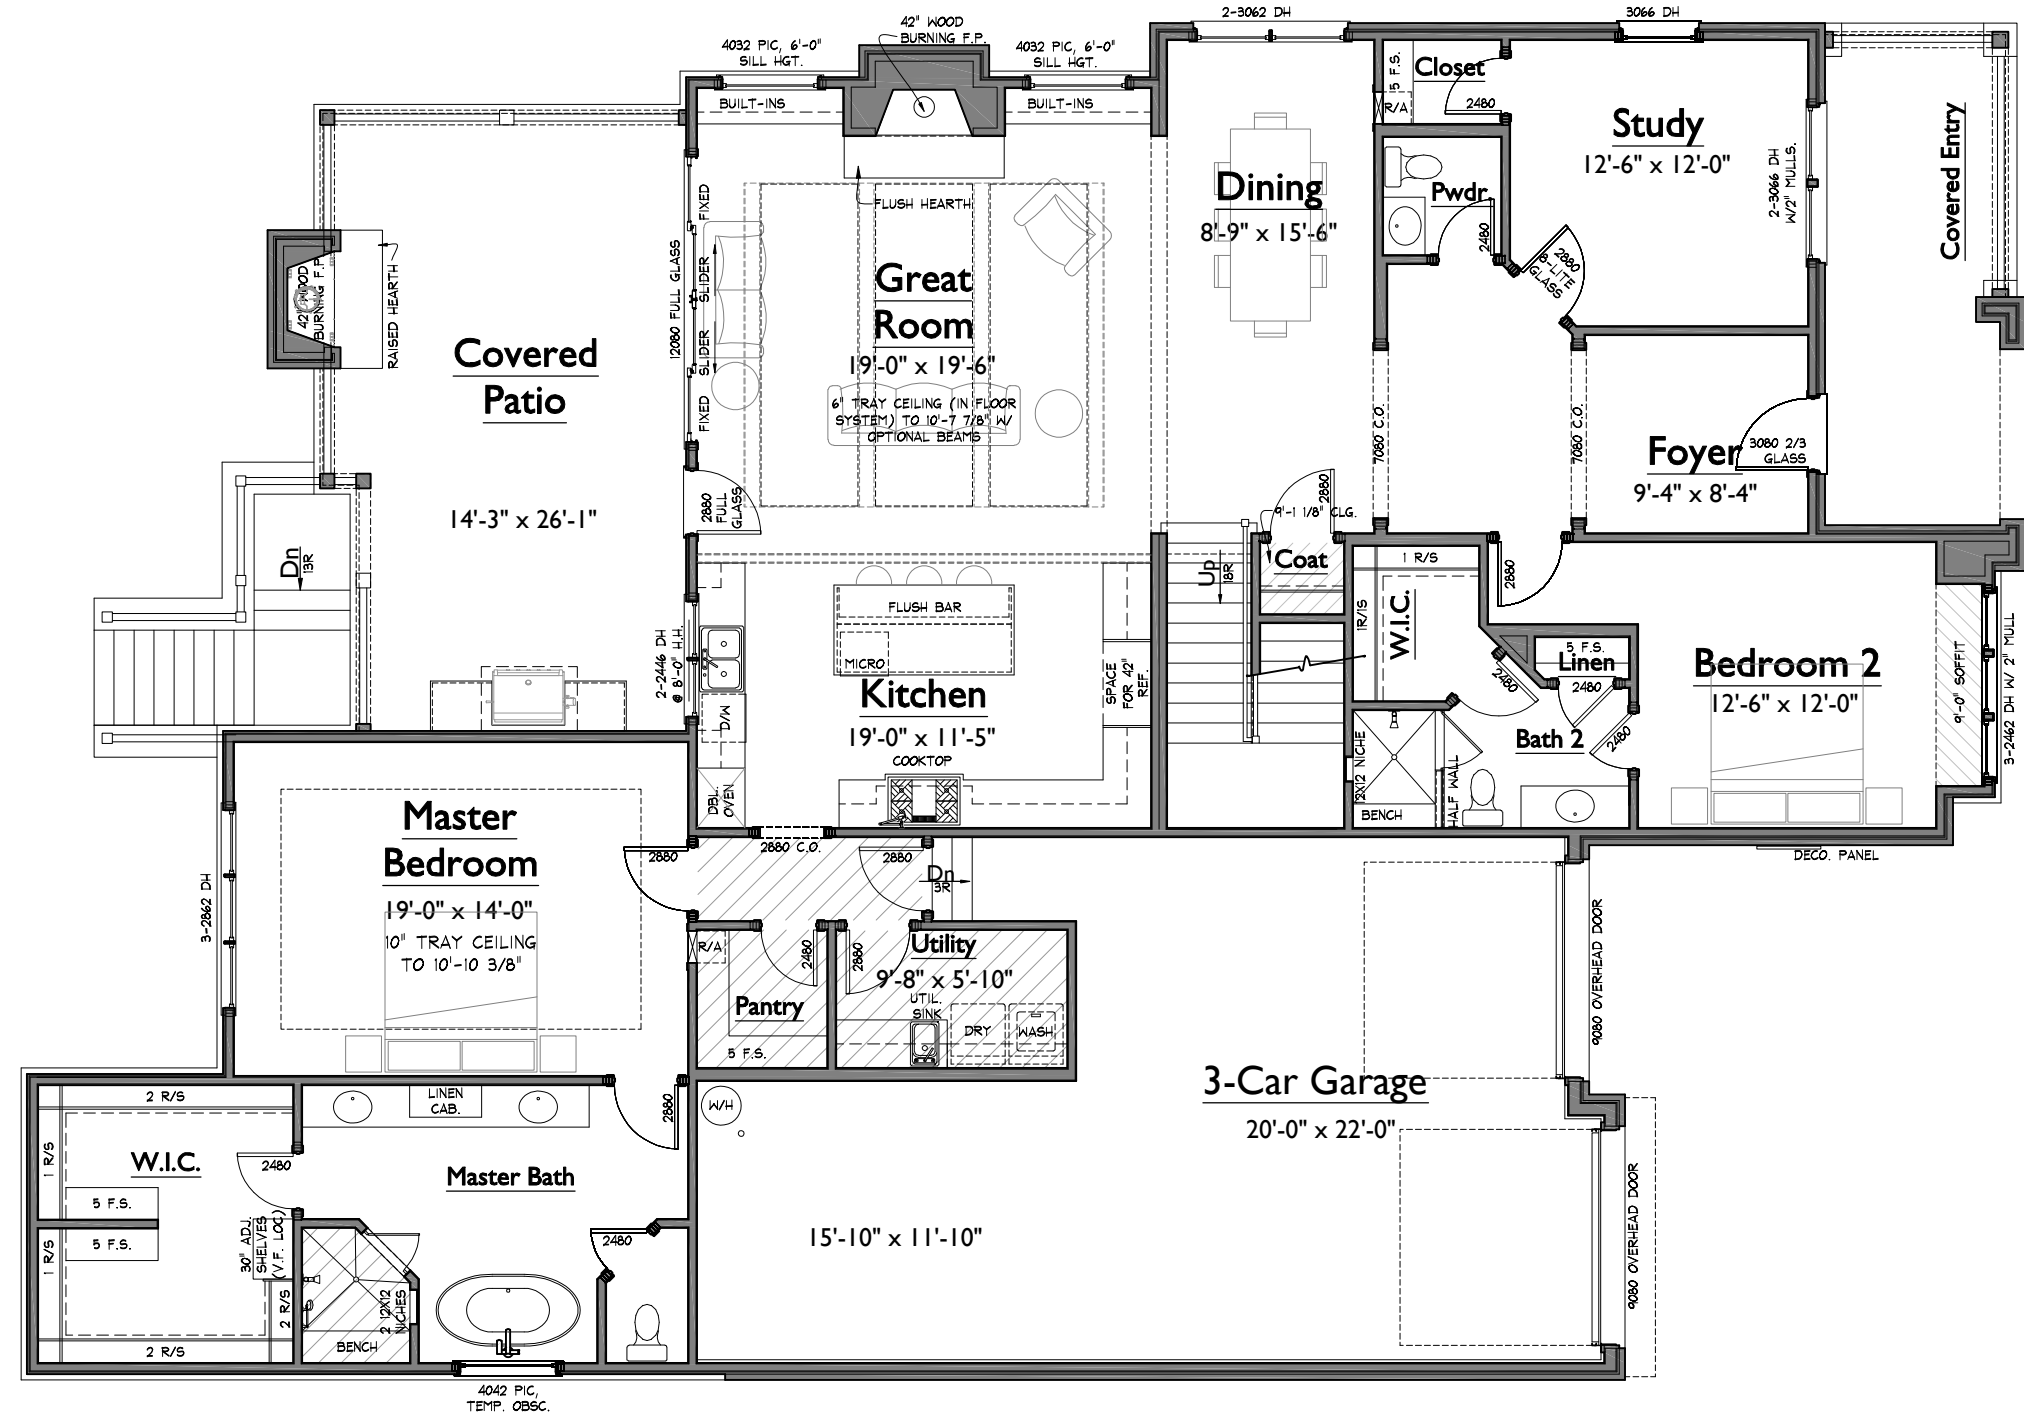 42" WOOD
BURNING F.P.
2-3062 DH
3066 DH
4032 PIC, 6'-0"
SILL HGT.
4032 PIC, 6'-0"
SILL HGT.
BUILT-INS
BUILT-INS
5 F.S.
Closet
R/A
2480
Study
12'-6" x 12'-0"
2-3066 DH
W/2" MULLS.
Covered Entry
Dining
8'-9" x 15'-6"
Pwdr.
2480
2880
8-LITE
GLASS
FLUSH HEARTH
FIXED
SLIDER
SLIDER
FIXED
12080 FULL GLASS
42" WOOD
BURNING F.P.
RAISED HEARTH
Great
Room
19'-0" x 19'-6"
6" TRAY CEILING (IN FLOOR
SYSTEM) TO 10'-7 7/8" W/
OPTIONAL BEAMS
Covered
Patio
14'-3" x 26'-1"
7080 C.O.
7080 C.O.
Foyer
9'-4" x 8'-4"
3080 2/3
GLASS
2880
FULL
GLASS
2880
9'-1 1/8" CLG.
Coat
Dn
13R
Up
18R
1 R/S
1R/1S
W.I.C.
2880
FLUSH BAR
MICRO
2-2446 DH
@ 8'-0" H.H.
SPACE
FOR 42"
REF.
D/W
Kitchen
19'-0" x 11'-5"
COOKTOP
DBL.
OVEN
5 F.S.
Linen
2480
2480
2480
Bath 2
12X12 NICHE
BENCH
HALF WALL
Bedroom 2
12'-6" x 12'-0"
9'-0" SOFFIT
3-2462 DH W/ 2" MULL
DECO. PANEL
Master
Bedroom
19'-0" x 14'-0"
10" TRAY CEILING
TO 10'-10 3/8"
3-2862 DH
2880
2880 C.O.
2880
Dn
3R
R/A
2480
2880
Utility
9'-8" x 5'-10"
UTIL.
SINK
DRY
WASH
Pantry
5 F.S.
9080 OVERHEAD DOOR
3-Car Garage
20'-0" x 22'-0"
9080 OVERHEAD DOOR
15'-10" x 11'-10"
W/H
2 R/S
LINEN
CAB.
2880
1 R/S
W.I.C.
2480
Master Bath
5 F.S.
5 F.S.
1 R/S
30" ADJ.
SHELVES
(V.F. LOC)
2 R/S
2480
2 12X12
NICHES
BENCH
2 R/S
4042 PIC,
TEMP. OBSC.